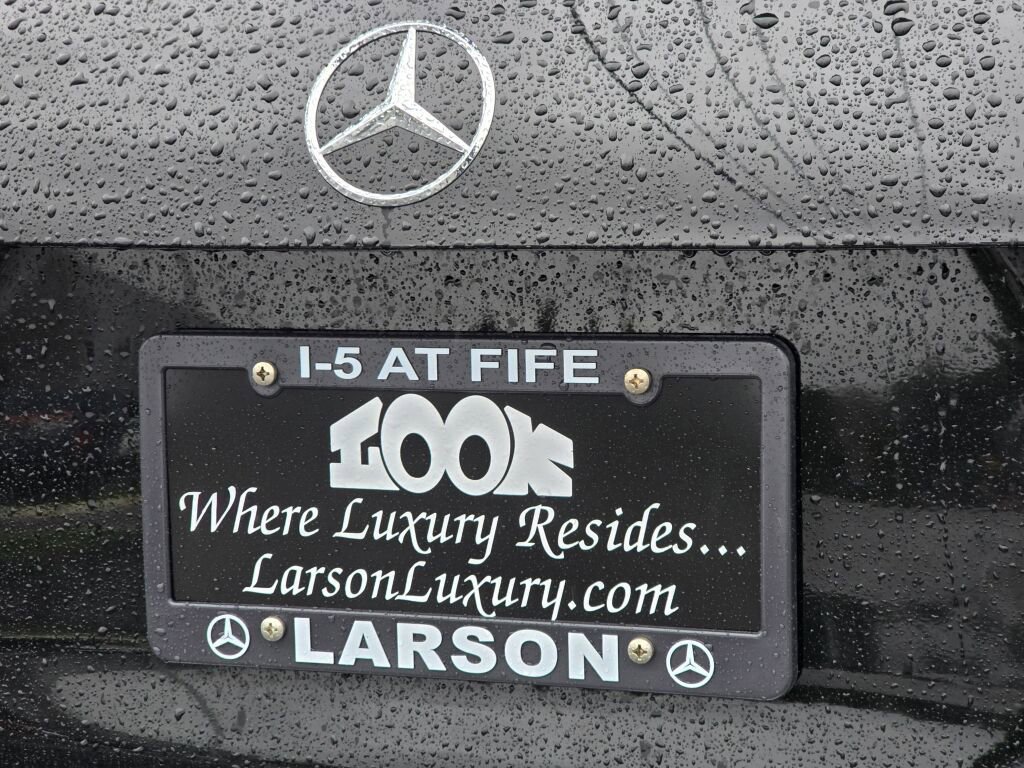 I-5 AT FIFE
LOOK
Where Luxury Resides...
LarsonLuxury.com
LARSON